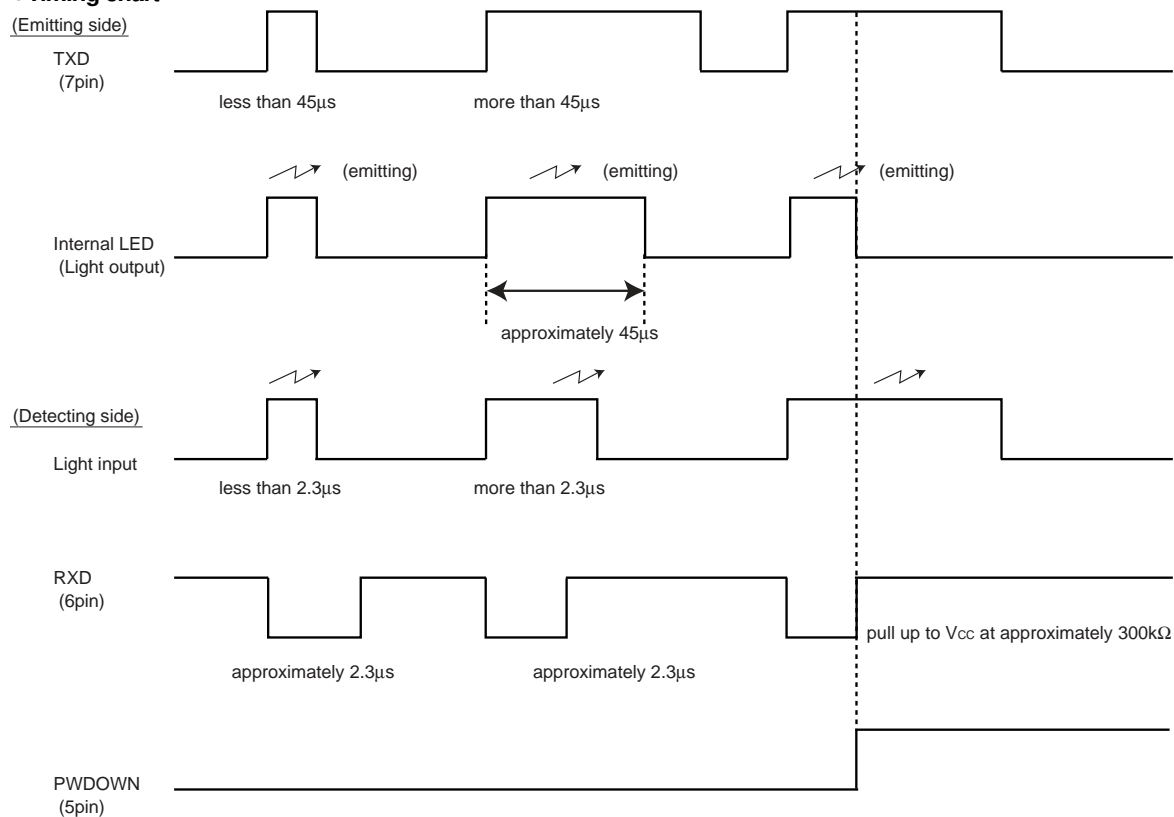 Timing chart
(Emitting side)
TXD
(7pin)
less than 45μs more than 45μs
(emitting) (emitting) (emitting)
Internal LED
(Light output)
approximately 45μs
(Detecting side)
Light input
less than 2.3μs more than 2.3μs
RXD
(6pin)
pull up to Vcc at approximately 300kΩ
approximately 2.3μs approximately 2.3μs
PWDOWN
(5pin)